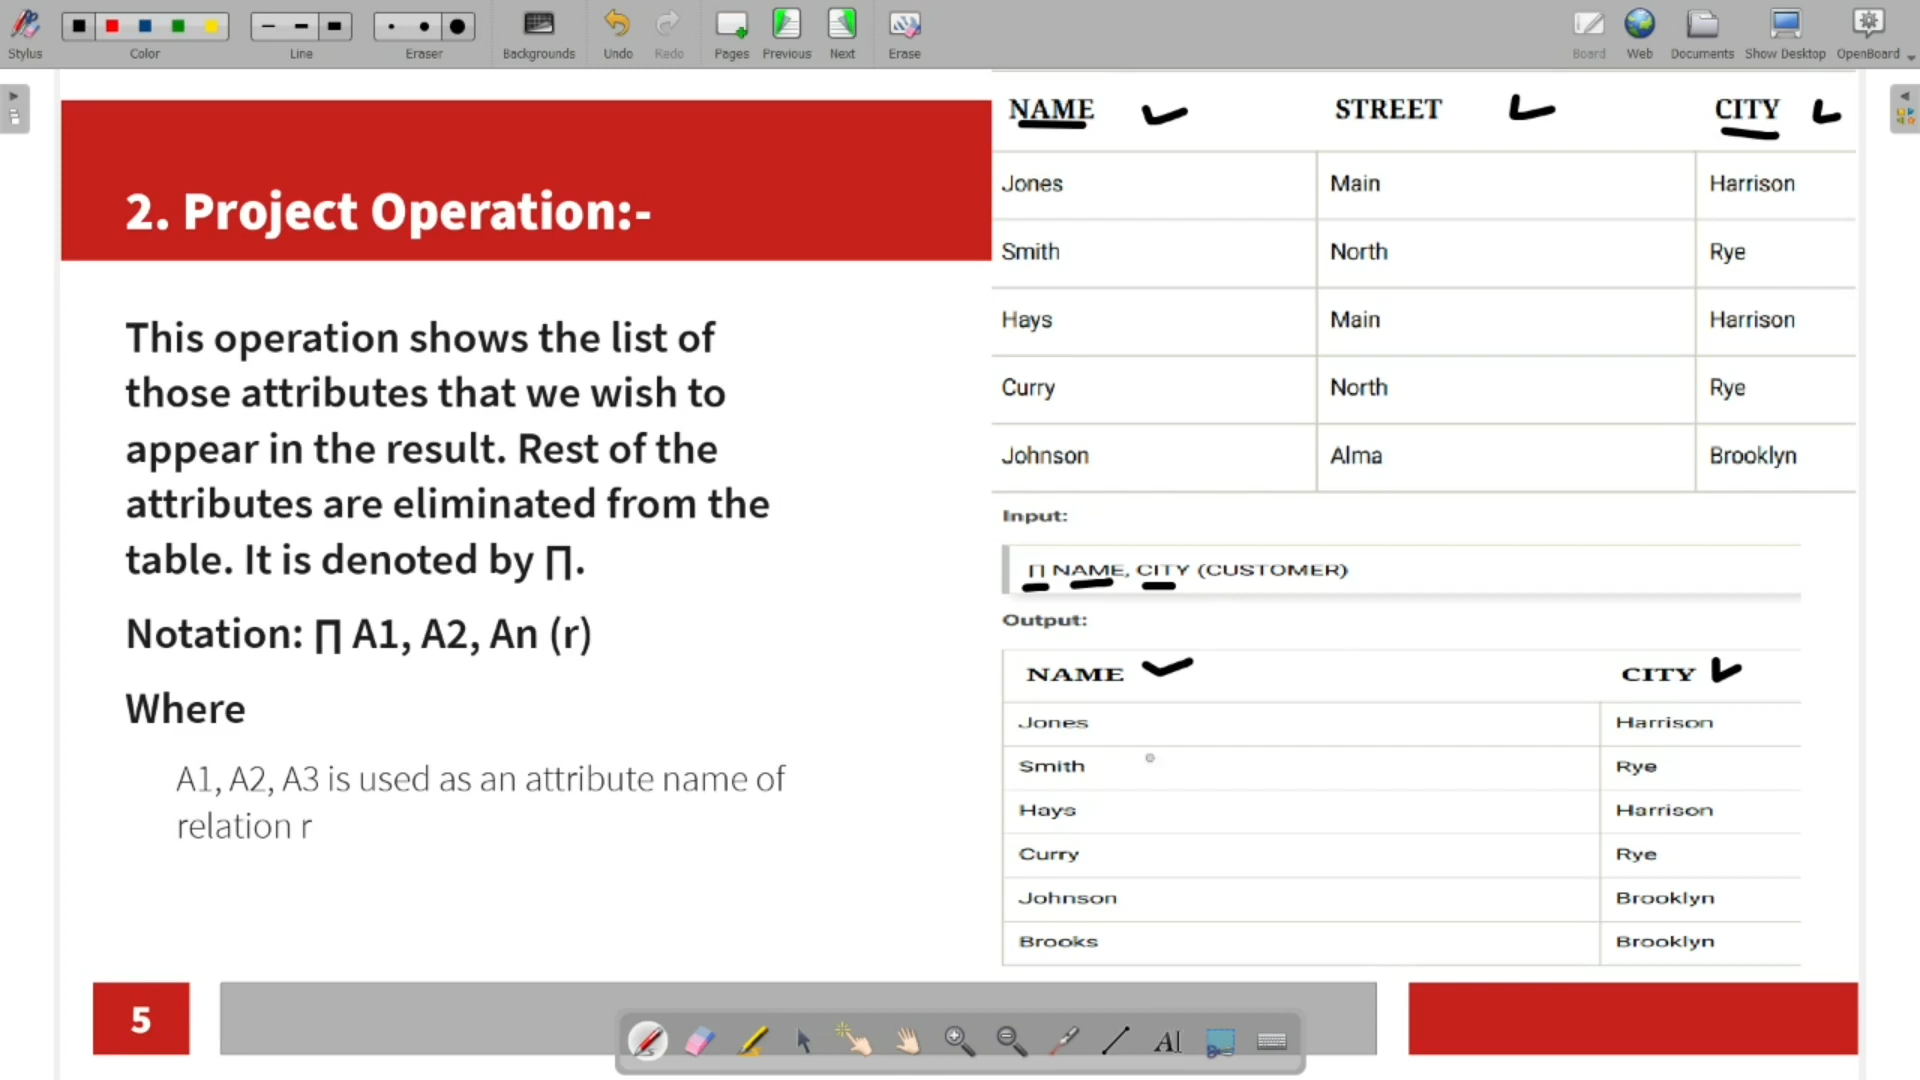 Stylus
Color
Line
Eraser
Backgrounds
Undo
Redo
Pages
Previous
Next
Erase
Board
Web
Documents
Show Desktop
OpenBoard
2. Project Operation:-
This operation shows the list of
those attributes that we wish to
appear in the result. Rest of the
attributes are eliminated from the
table. It is denoted by ∏.
Notation: ∏ A1, A2, An (r)
Where
A1, A2, A3 is used as an attribute name of
relation r
NAME STREET CITY
Jones Main Harrison
Smith North Rye
Hays Main Harrison
Curry North Rye
Johnson Alma Brooklyn
Input:
∏ NAME, CITY (CUSTOMER)
Output:
NAME CITY
Jones Harrison
Smith Rye
Hays Harrison
Curry Rye
Johnson Brooklyn
Brooks Brooklyn
5
AI